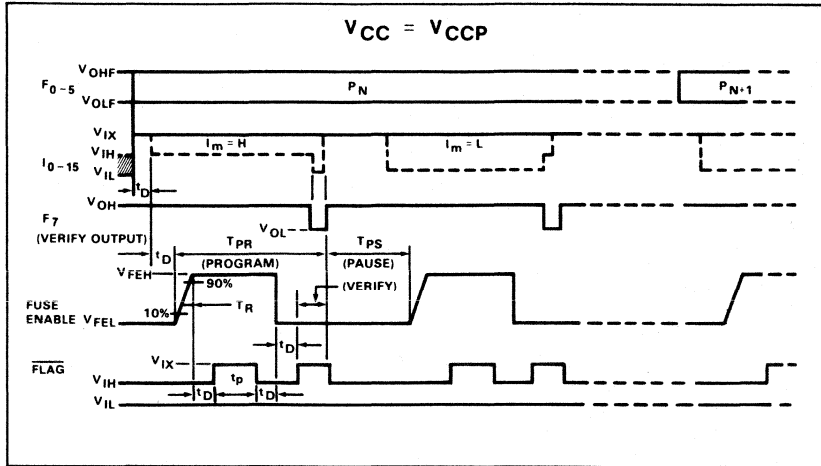 VCC = VCCP
VOHF
F0-5
VOLF
PN
PN+1
VIX
Im = H
Im = L
VIH
I0-15
VIL
tD
VOH
F7
(VERIFY OUTPUT)
VOL
tD
TPR
(PROGRAM)
TPS
(PAUSE)
VFEH
90%
(VERIFY)
FUSE
ENABLE
10%
TR
VFEL
tD
VIX
FLAG
tp
VIH
tD
tD
VIL